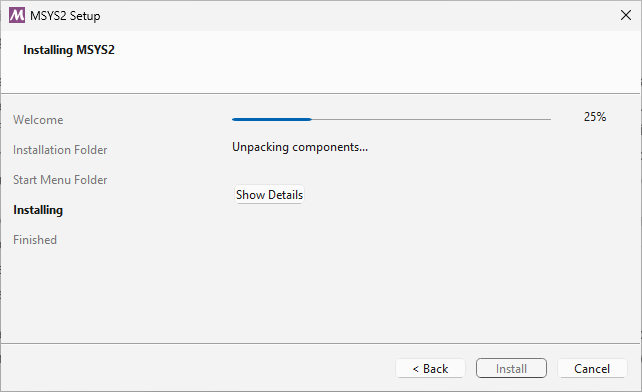 MSYS2 Setup
Installing MSYS2
Welcome
25%
Installation Folder
Unpacking components...
Start Menu Folder
Show Details
Installing
Finished
< Back
Install
Cancel